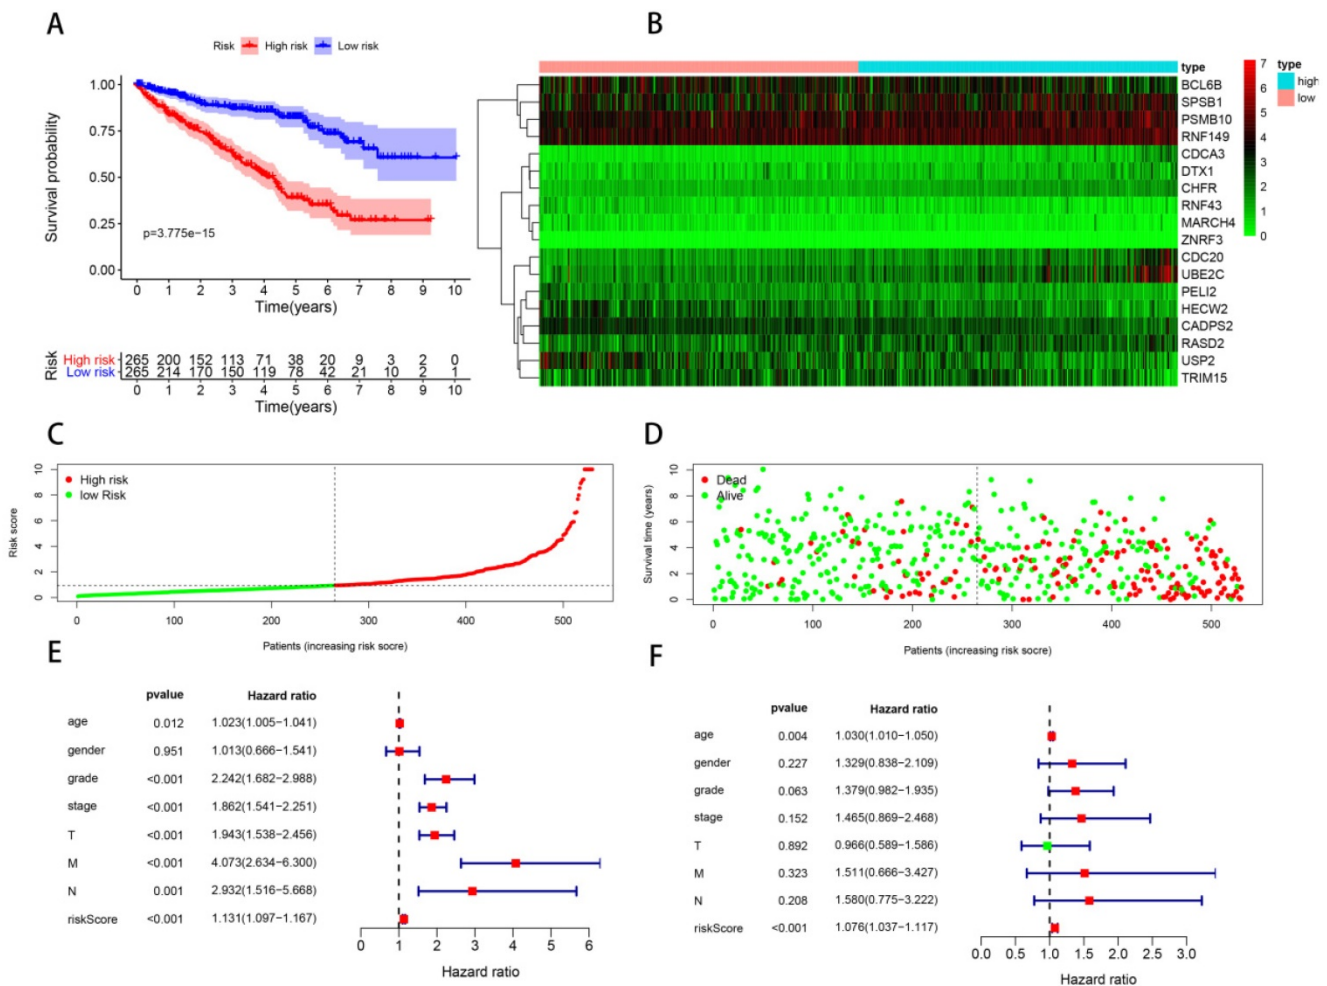 A
Risk High risk Low risk
Survival probability
1.00
0.75
0.50
0.25
0.00
p=3.775e−15
0 1 2 3 4 5 6 7 8 9 10
Time(years)
Risk
High risk 265 200 152 113 71 38 20 9 3 2 0
Low risk 265 214 170 150 119 78 42 21 10 2 1
0 1 2 3 4 5 6 7 8 9 10
Time(years)
B
type
BCL6B
SPSB1
PSMB10
RNF149
CDCA3
DTX1
CHFR
RNF43
MARCH4
ZNRF3
CDC20
UBE2C
PELI2
HECW2
CADPS2
RASD2
USP2
TRIM15
7
6
5
4
3
2
1
0
type
high
low
C
Risk score
10
8
6
4
2
0
High risk
low Risk
0 100 200 300 400 500
Patients (increasing risk socre)
D
Survival time (years)
10
8
6
4
2
0
Dead
Alive
0 100 200 300 400 500
Patients (increasing risk socre)
E
pvalue Hazard ratio
age 0.012 1.023(1.005−1.041)
gender 0.951 1.013(0.666−1.541)
grade <0.001 2.242(1.682−2.988)
stage <0.001 1.862(1.541−2.251)
T <0.001 1.943(1.538−2.456)
M <0.001 4.073(2.634−6.300)
N 0.001 2.932(1.516−5.668)
riskScore <0.001 1.131(1.097−1.167)
0 1 2 3 4 5 6
Hazard ratio
F
pvalue Hazard ratio
age 0.004 1.030(1.010−1.050)
gender 0.227 1.329(0.838−2.109)
grade 0.063 1.379(0.982−1.935)
stage 0.152 1.465(0.869−2.468)
T 0.892 0.966(0.589−1.586)
M 0.323 1.511(0.666−3.427)
N 0.208 1.580(0.775−3.222)
riskScore <0.001 1.076(1.037−1.117)
0.0 0.5 1.0 1.5 2.0 2.5 3.0
Hazard ratio